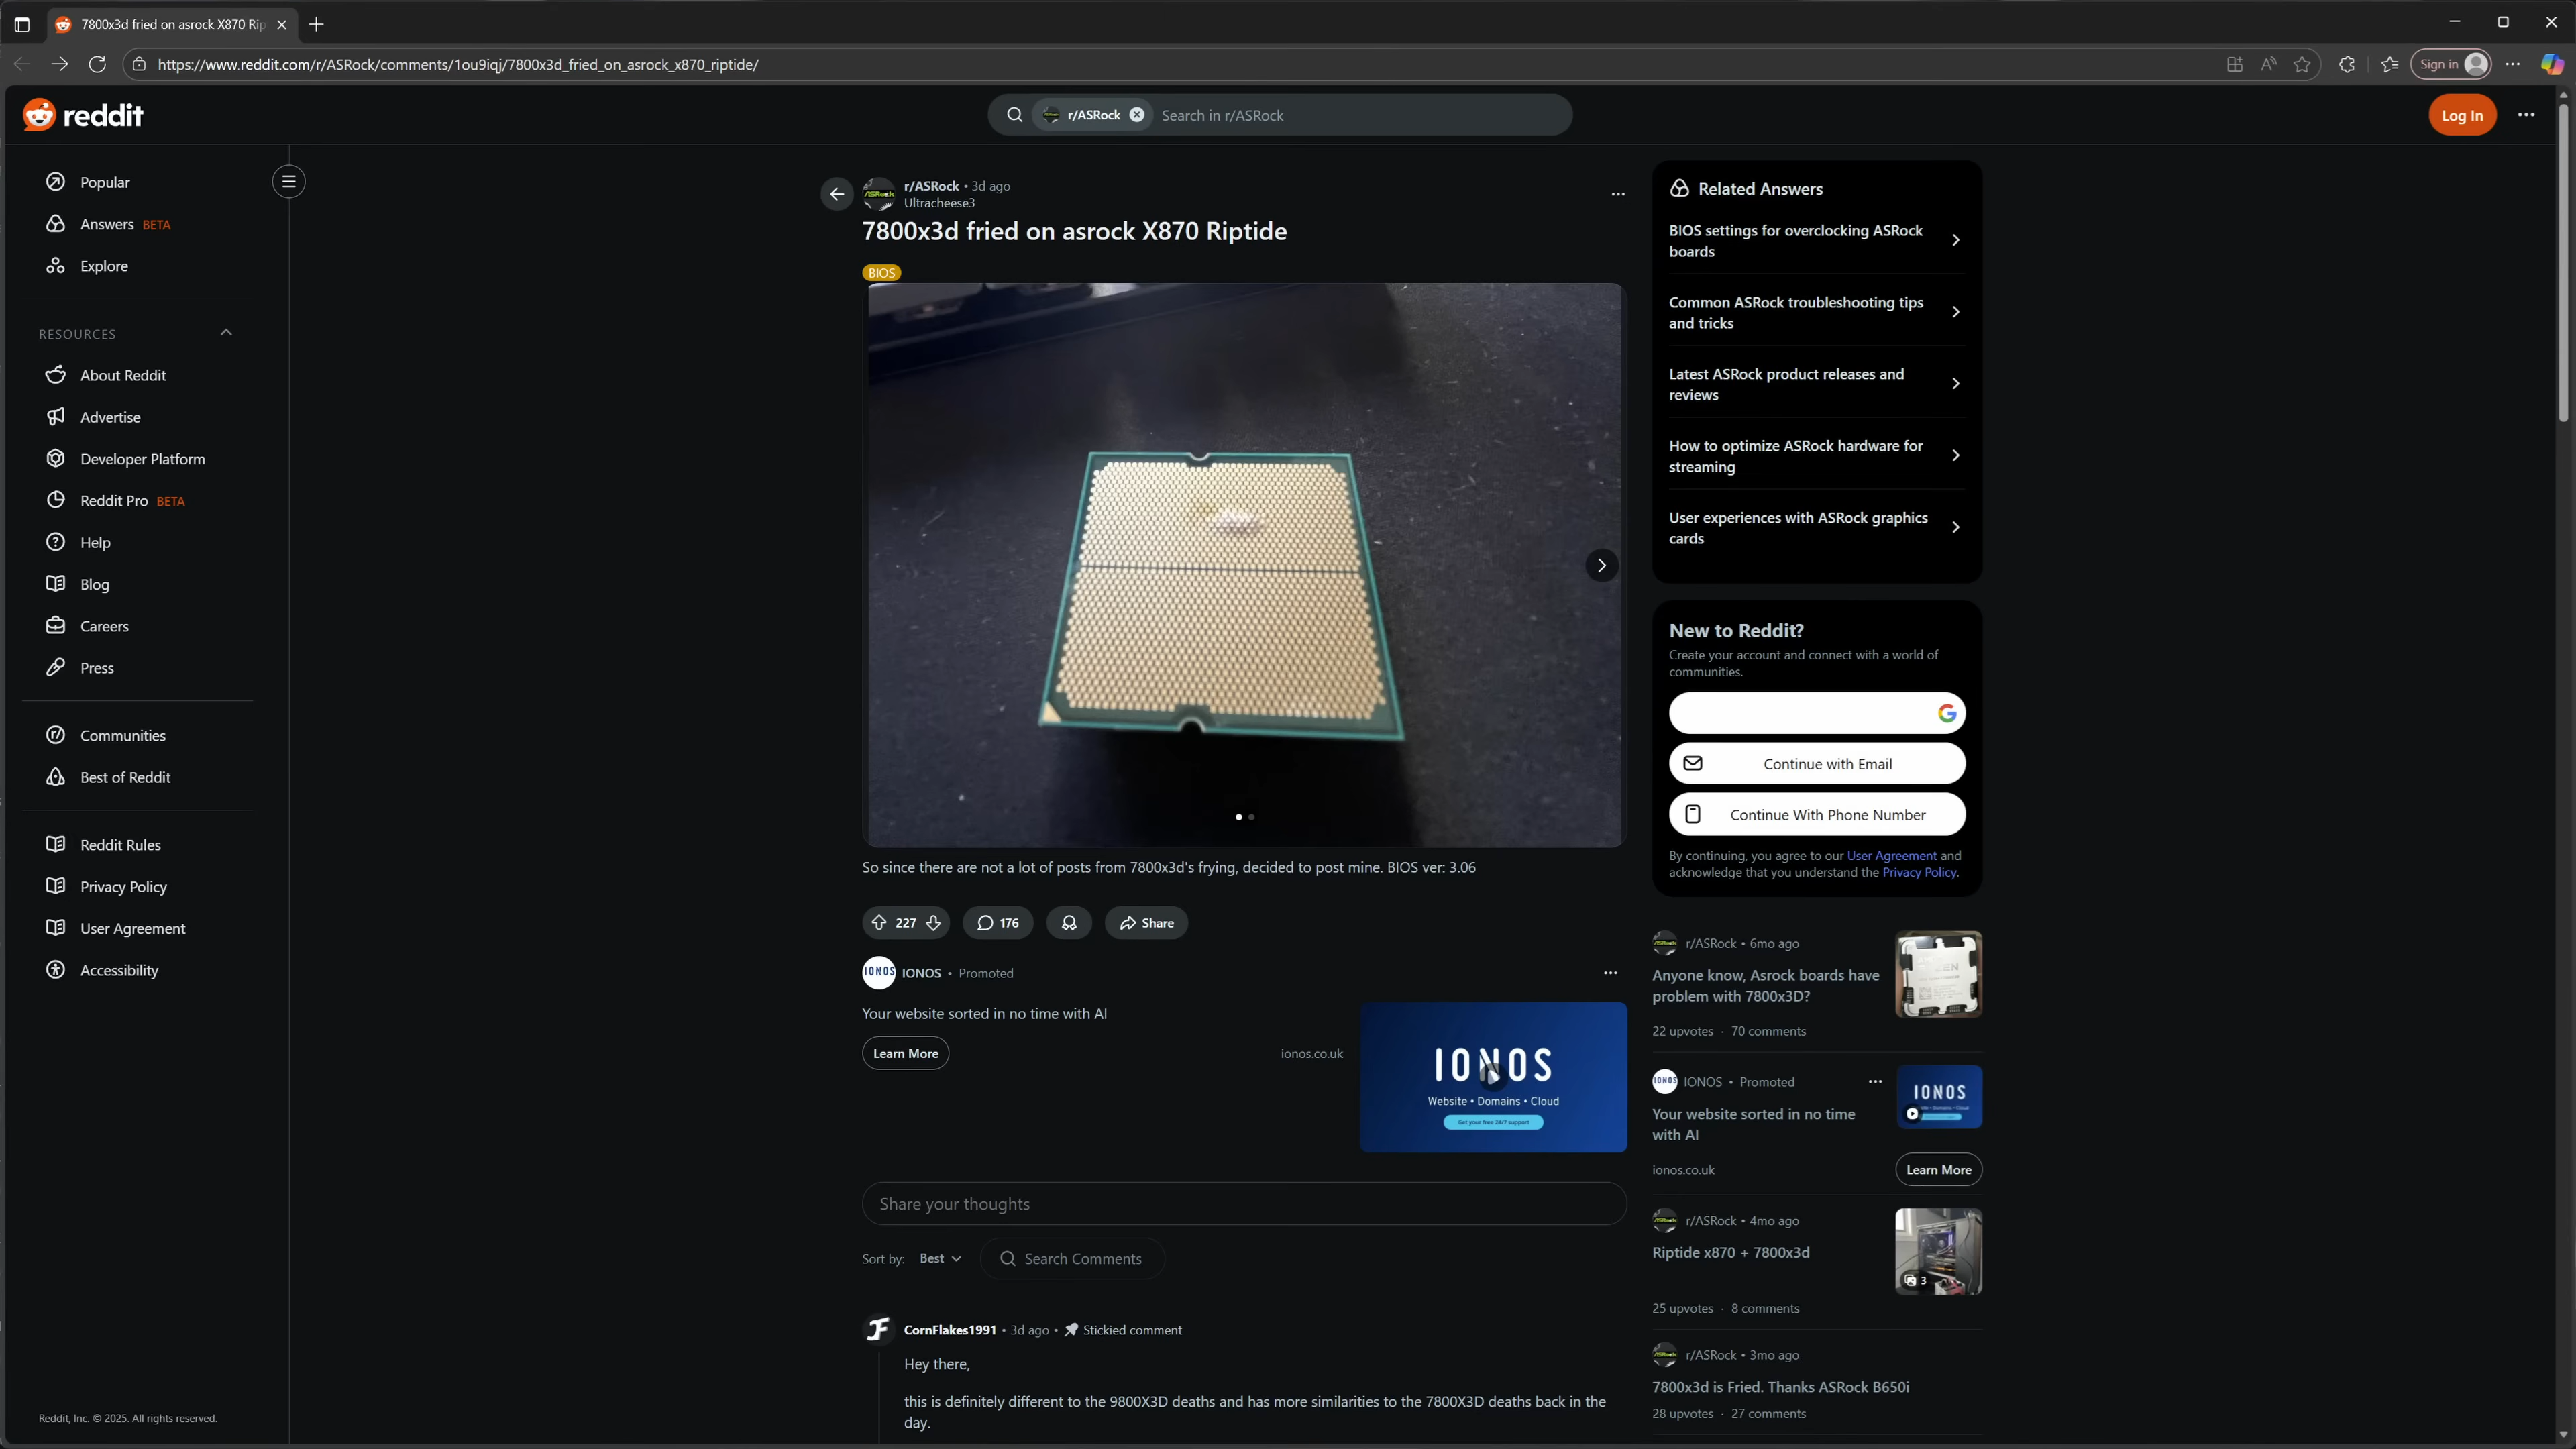 7800x3d fried on asrock X870 Rip
https://www.reddit.com/r/ASRock/comments/1ou9iqj/7800x3d_fried_on_asrock_x870_riptide/
Sign in
reddit
r/ASRock
Search in r/ASRock
Log In
Popular
Answers BETA
Explore
RESOURCES
About Reddit
Advertise
Developer Platform
Reddit Pro BETA
Help
Blog
Careers
Press
Communities
Best of Reddit
Reddit Rules
Privacy Policy
User Agreement
Accessibility
Reddit, Inc. © 2025. All rights reserved.
r/ASRock • 3d ago
Ultracheese3
7800x3d fried on asrock X870 Riptide
BIOS
So since there are not a lot of posts from 7800x3d's frying, decided to post mine. BIOS ver: 3.06
227
176
Share
IONOS
IONOS • Promoted
Your website sorted in no time with AI
Learn More
ionos.co.uk
IONOS
Website • Domains • Cloud
Get your free 24/7 support
Share your thoughts
Sort by: Best
Search Comments
CornFlakes1991 • 3d ago • Stickied comment
Hey there,
this is definitely different to the 9800X3D deaths and has more similarities to the 7800X3D deaths back in the
day.
Related Answers
BIOS settings for overclocking ASRock
boards
Common ASRock troubleshooting tips
and tricks
Latest ASRock product releases and
reviews
How to optimize ASRock hardware for
streaming
User experiences with ASRock graphics
cards
New to Reddit?
Create your account and connect with a world of
communities.
Continue with Email
Continue With Phone Number
By continuing, you agree to our User Agreement and
acknowledge that you understand the Privacy Policy.
r/ASRock • 6mo ago
Anyone know, Asrock boards have
problem with 7800x3D?
22 upvotes · 70 comments
IONOS
IONOS • Promoted
Your website sorted in no time
with AI
ionos.co.uk
IONOS
Learn More
r/ASRock • 4mo ago
Riptide x870 + 7800x3d
3
25 upvotes · 8 comments
r/ASRock • 3mo ago
7800x3d is Fried. Thanks ASRock B650i
28 upvotes · 27 comments